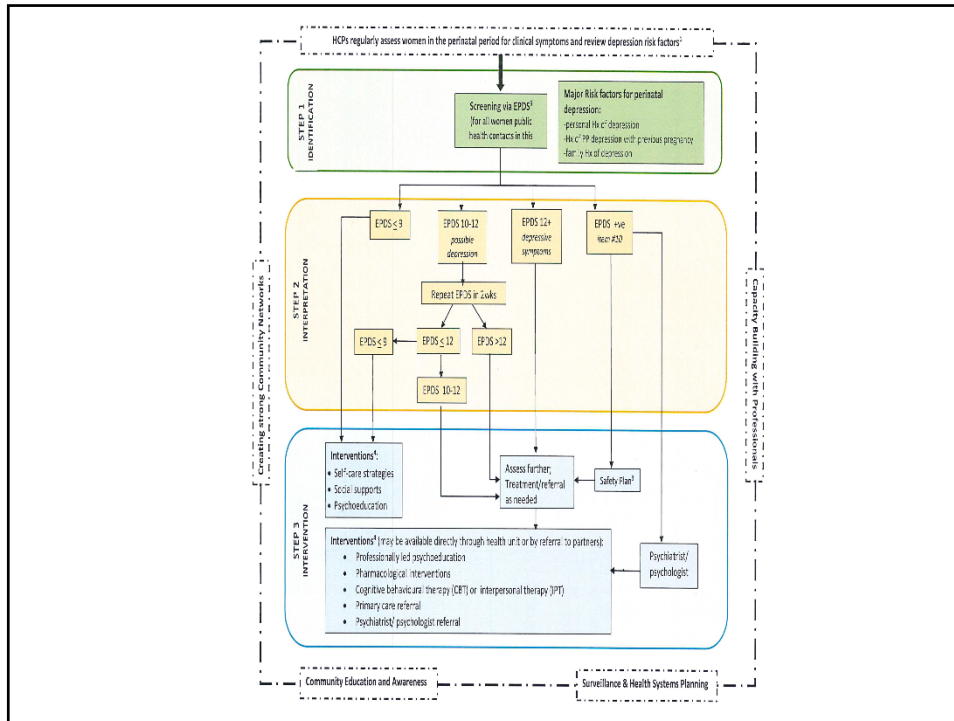 HCPs regularly assess women in the perinatal period for clinical symptoms and review depression risk factors¹
STEP 1
IDENTIFICATION
Screening via EPDS³
(for all women public
health contacts in this
Major Risk factors for perinatal
depression:
-personal Hx of depression
-Hx of PP depression with previous pregnancy
-family Hx of depression
STEP 2
INTERPRETATION
EPDS ≤ 9
EPDS 10-12
possible
depression
EPDS 12+
depressive
symptoms
EPDS +ve
item #10
Repeat EPDS in 2wks
EPDS ≤ 9
EPDS ≤ 12
EPDS >12
EPDS 10-12
STEP 3
INTERVENTION
Interventions⁴:
• Self-care strategies
• Social supports
• Psychoeducation
Assess further;
Treatment/referral
as needed
Safety Plan⁵
Psychiatrist/
psychologist
Interventions⁴ (may be available directly through health unit or by referral to partners):
• Professionally led psychoeducation
• Pharmacological interventions
• Cognitive behavioural therapy (CBT) or interpersonal therapy (IPT)
• Primary care referral
• Psychiatrist/ psychologist referral
Creating strong Community Networks
Capacity Building with Professionals
Community Education and Awareness
Surveillance & Health Systems Planning